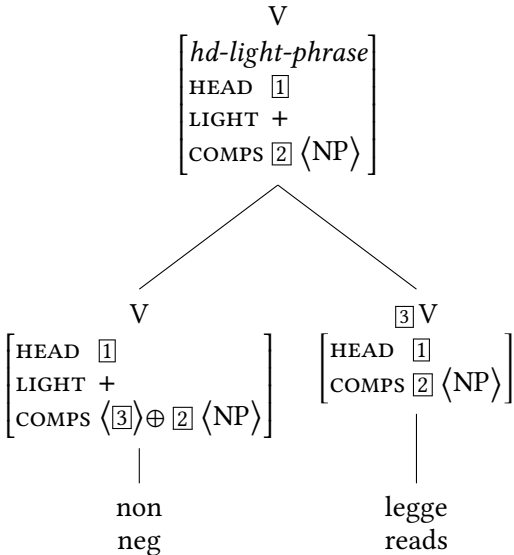 V
[hd-light-phrase
HEAD 1
LIGHT +
COMPS 2 ⟨NP⟩]
V
[HEAD 1
LIGHT +
COMPS ⟨3⟩⊕ 2 ⟨NP⟩]
3 V
[HEAD 1
COMPS 2 ⟨NP⟩]
non
neg
legge
reads